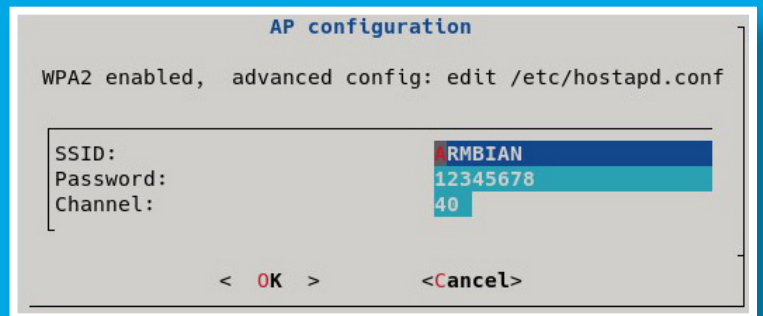 AP configuration
WPA2 enabled, advanced config: edit /etc/hostapd.conf
SSID: ARMBIAN
Password: 12345678
Channel: 40
< OK > <Cancel>